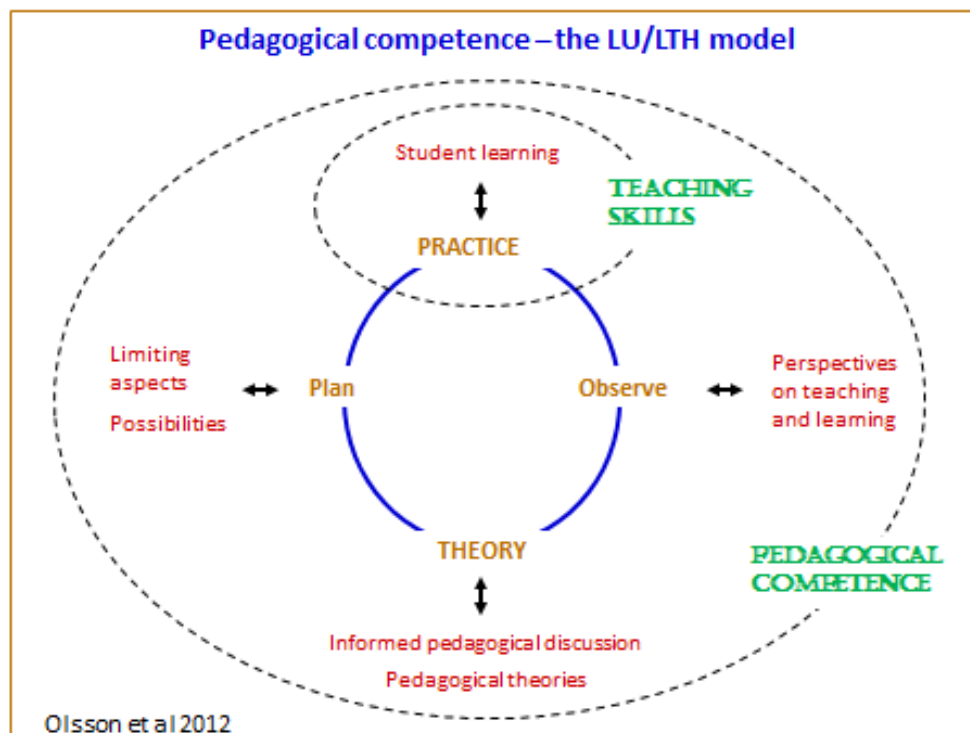 Pedagogical competence – the LU/LTH model
Student learning
TEACHING
SKILLS
PRACTICE
Limiting
aspects
Possibilities
Plan
Observe
Perspectives
on teaching
and learning
THEORY
PEDAGOGICAL
COMPETENCE
Informed pedagogical discussion
Pedagogical theories
Olsson et al 2012